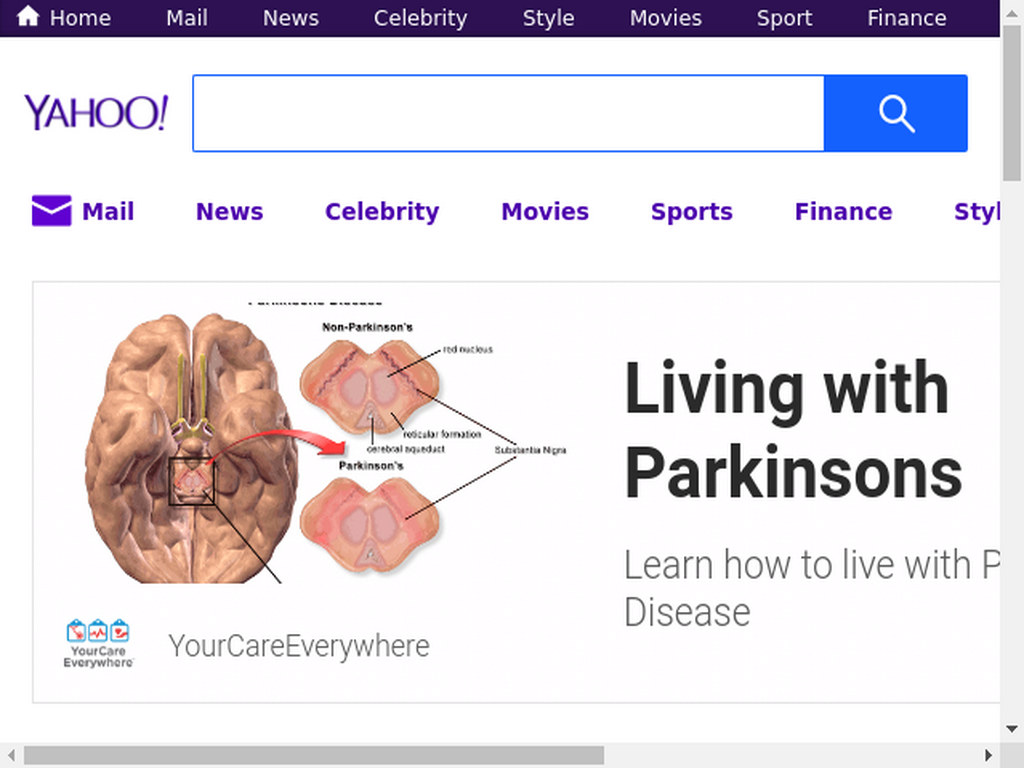 Home Mail News Celebrity Style Movies Sport Finance
YAHOO!
Mail News Celebrity Movies Sports Finance Styl
Non-Parkinson's
red nucleus
reticular formation
cerebral aqueduct
Substantia Nigra
Parkinson's
Living with
Parkinsons
Learn how to live with P
Disease
YourCare
Everywhere
YourCareEverywhere